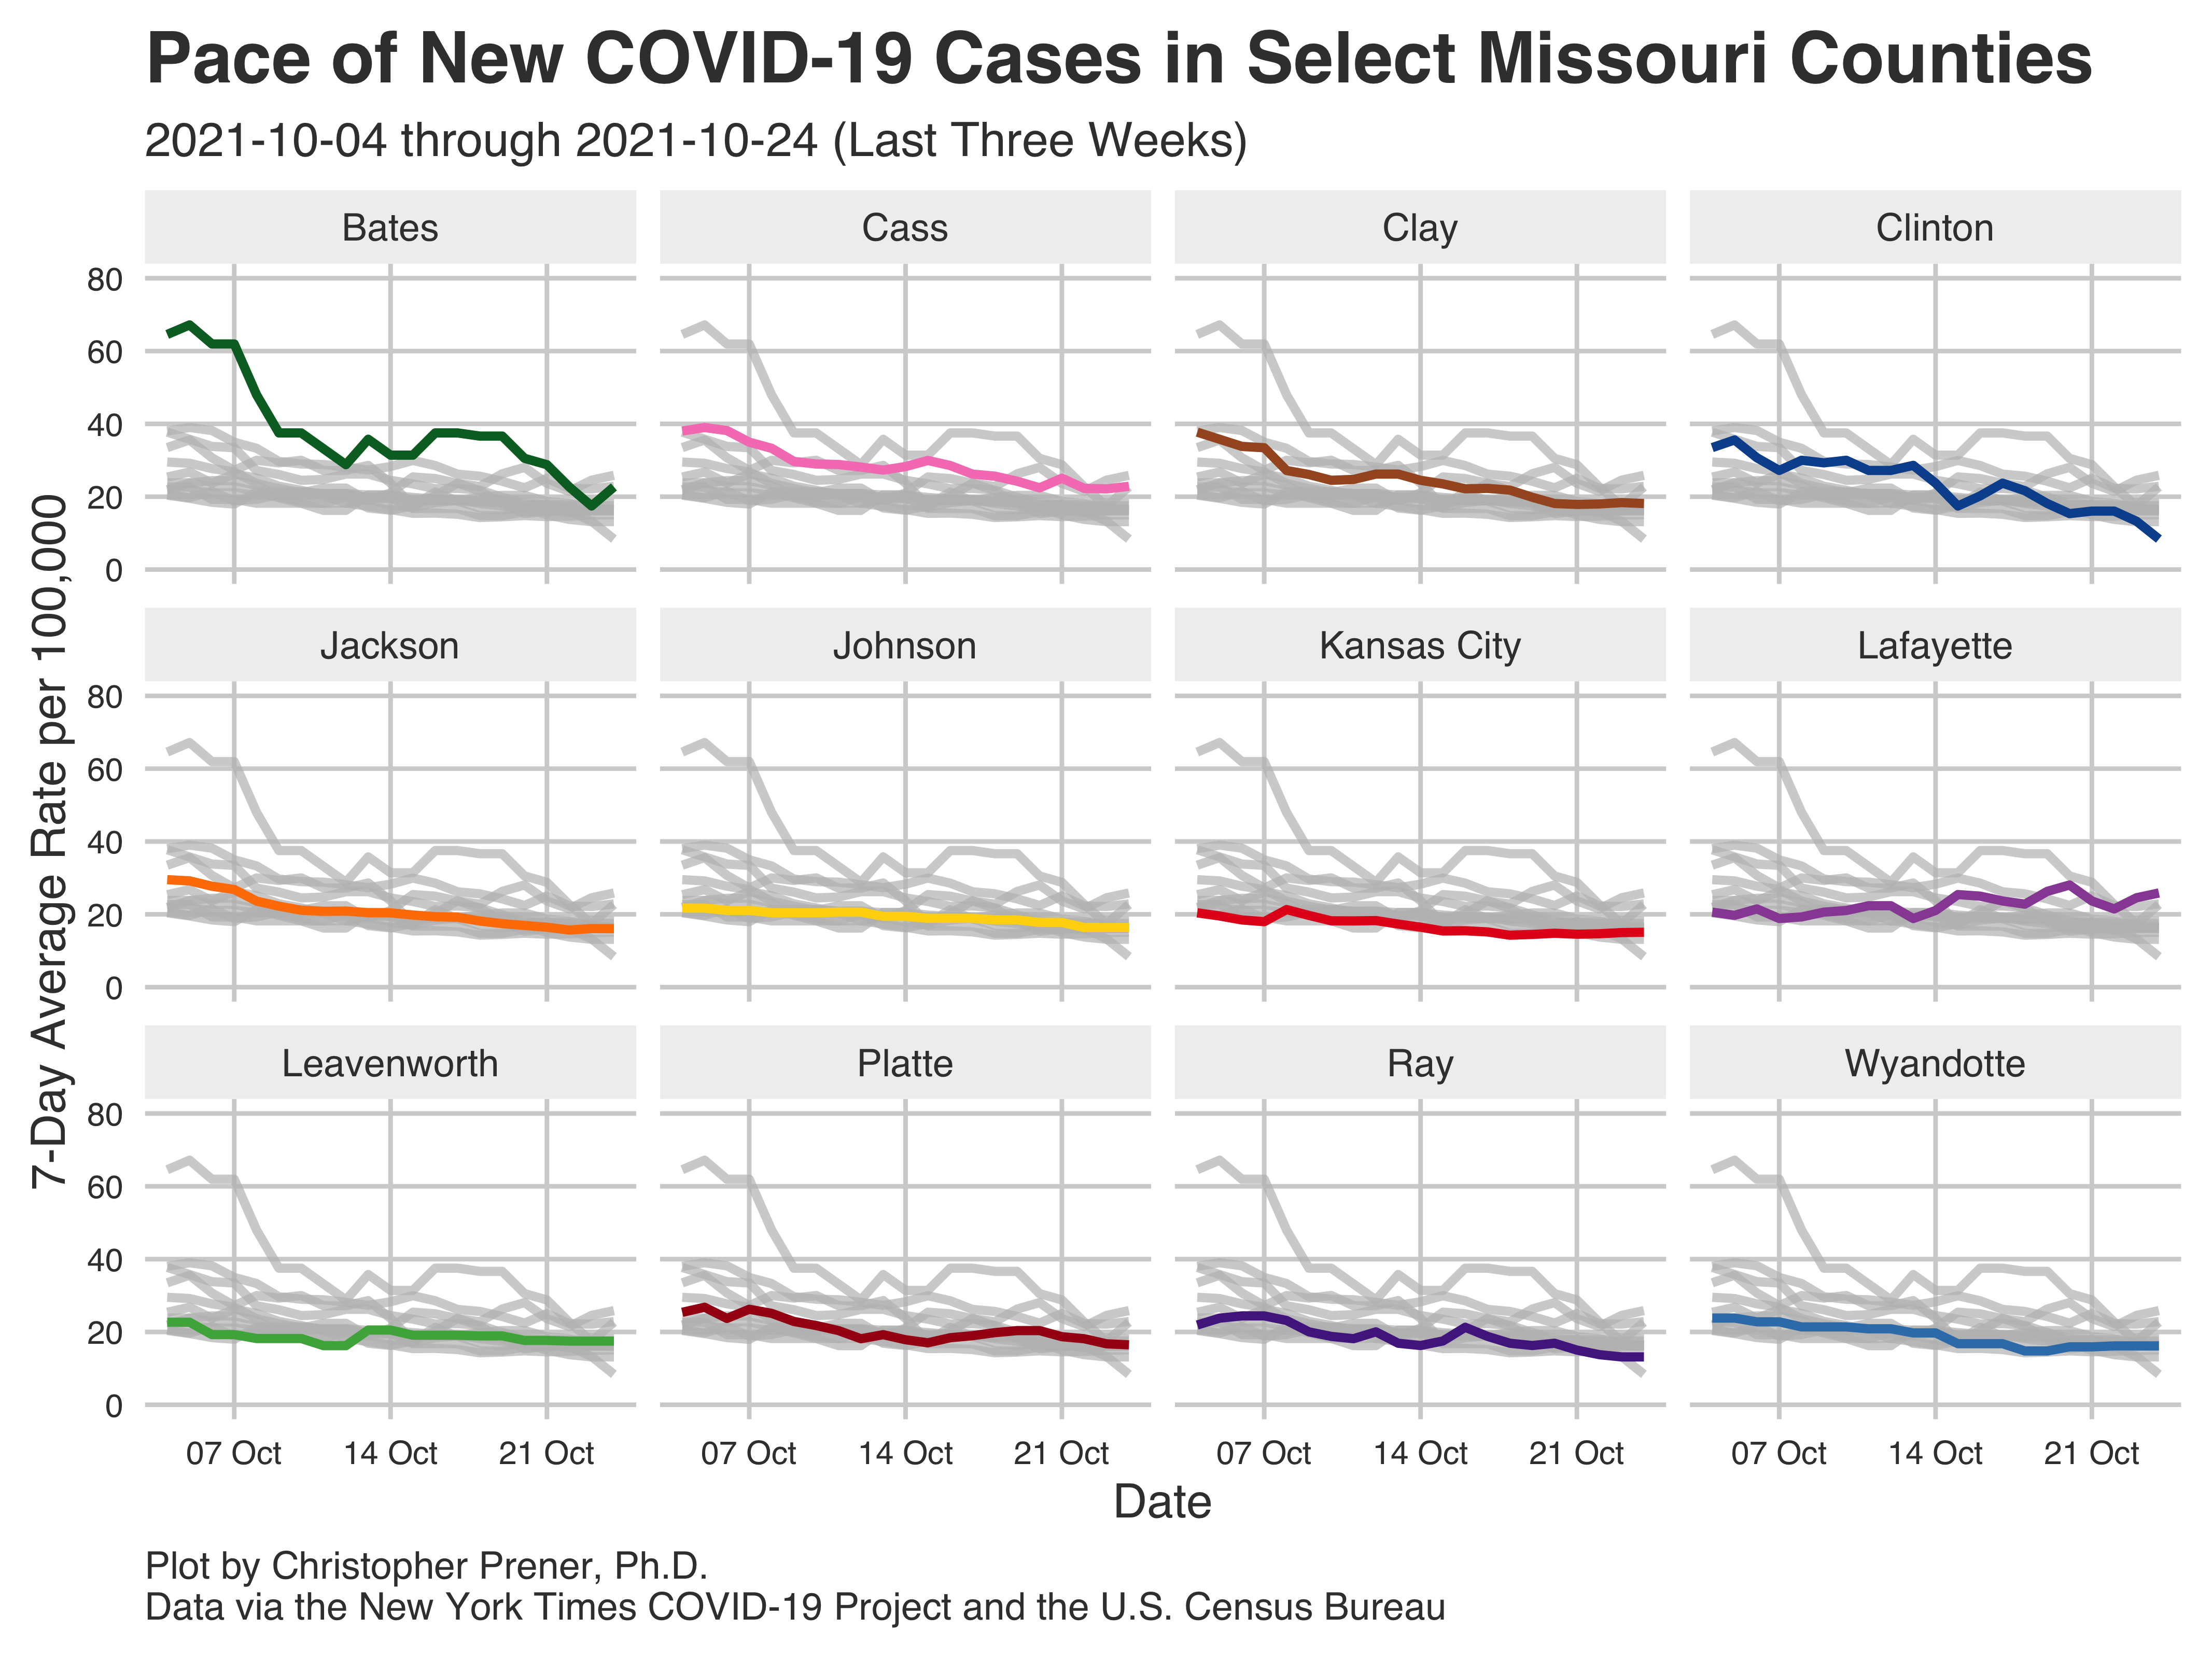 Pace of New COVID-19 Cases in Select Missouri Counties
2021-10-04 through 2021-10-24 (Last Three Weeks)
Bates
Cass
Clay
Clinton
80
60
40
20
0
Jackson
Johnson
Kansas City
Lafayette
80
60
40
20
0
Leavenworth
Platte
Ray
Wyandotte
80
60
40
20
0
7-Day Average Rate per 100,000
07 Oct 14 Oct 21 Oct
07 Oct 14 Oct 21 Oct
07 Oct 14 Oct 21 Oct
07 Oct 14 Oct 21 Oct
Date
Plot by Christopher Prener, Ph.D.
Data via the New York Times COVID-19 Project and the U.S. Census Bureau